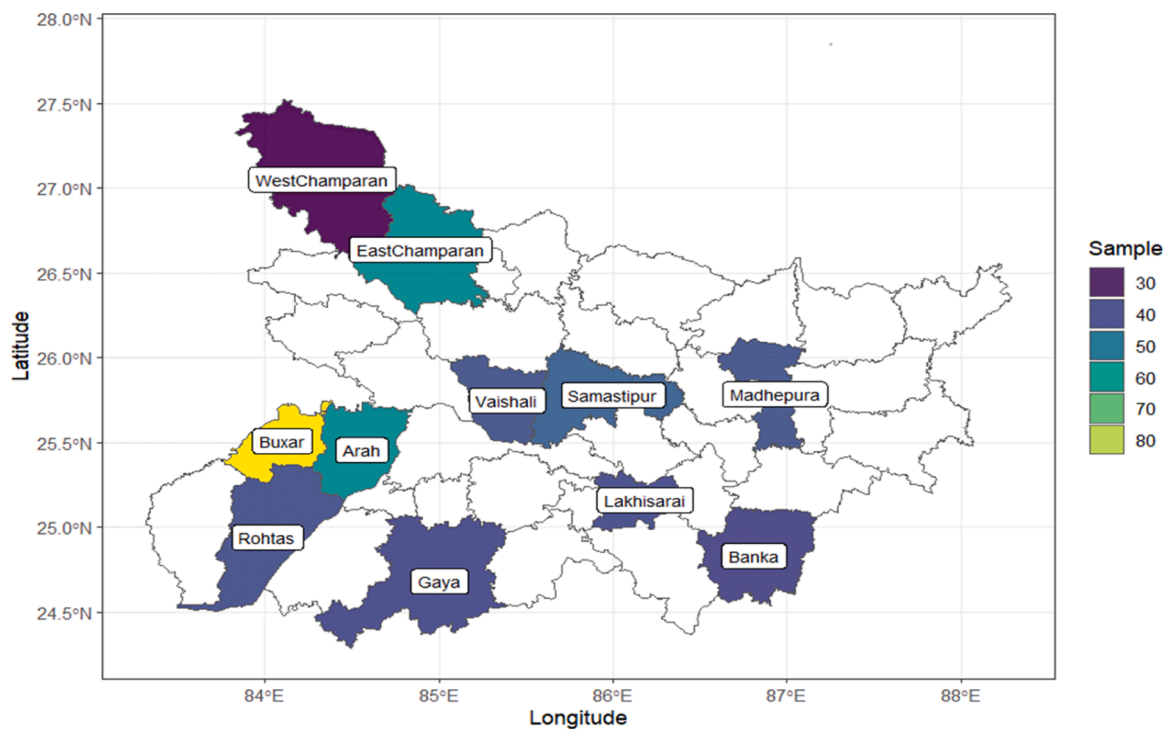 28.0°N
27.5°N
27.0°N
26.5°N
26.0°N
25.5°N
25.0°N
24.5°N
Latitude
WestChamparan
EastChamparan
Vaishali
Samastipur
Madhepura
Buxar
Arah
Lakhisarai
Rohtas
Banka
Gaya
84°E
85°E
86°E
87°E
88°E
Longitude
Sample
30
40
50
60
70
80